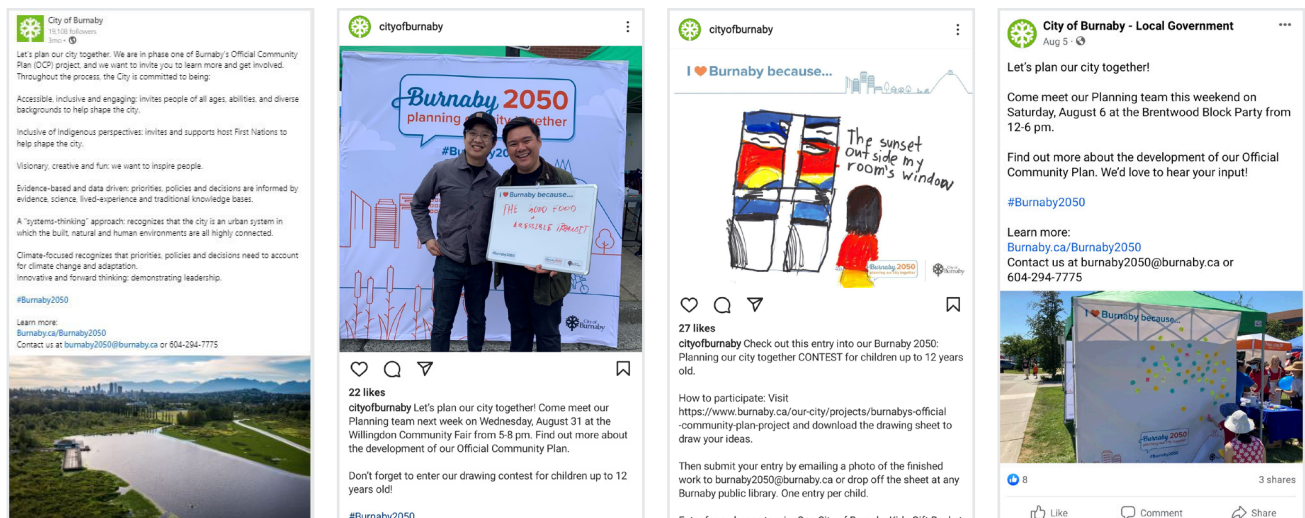 City of Burnaby
19,108 followers
3mo •
Let's plan our city together. We are in phase one of Burnaby's Official Community
Plan (OCP) project, and we want to invite you to learn more and get involved.
Throughout the process, the City is committed to being:
Accessible, inclusive and engaging: invites people of all ages, abilities, and diverse
backgrounds to help shape the city.
Inclusive of Indigenous perspectives: invites and supports host First Nations to
help shape the city.
Visionary, creative and fun: we want to inspire people.
Evidence-based and data driven: priorities, policies and decisions are informed by
evidence, science, lived-experience and traditional knowledge bases.
A "systems-thinking" approach: recognizes that the city is an urban system in
which the built, natural and human environments are all highly connected.
Climate-focused recognizes that priorities, policies and decisions need to account
for climate change and adaptation.
Innovative and forward thinking: demonstrating leadership.
#Burnaby2050
Learn more:
Burnaby.ca/Burnaby2050
Contact us at burnaby2050@burnaby.ca or 604-294-7775
cityofburnaby
Burnaby 2050
planning our city together
#Bu 20
I ❤ Burnaby because...
THE GOOD FOOD
+
ACCESSIBLE TRANSIT
City of
Burnaby
22 likes
cityofburnaby Let's plan our city together! Come meet our
Planning team next week on Wednesday, August 31 at the
Willingdon Community Fair from 5-8 pm. Find out more about
the development of our Official Community Plan.
Don't forget to enter our drawing contest for children up to 12
years old!
#Burnaby2050
cityofburnaby
I ❤ Burnaby because...
The sunset
outside my
room's window
Burnaby 2050
planning our city together
City of
Burnaby
27 likes
cityofburnaby Check out this entry into our Burnaby 2050:
Planning our city together CONTEST for children up to 12 years
old.
How to participate: Visit
https://www.burnaby.ca/our-city/projects/burnabys-official
-community-plan-project and download the drawing sheet to
draw your ideas.
Then submit your entry by emailing a photo of the finished
work to burnaby2050@burnaby.ca or drop off the sheet at any
Burnaby public library. One entry per child.
City of Burnaby - Local Government
Aug 5 ·
Let's plan our city together!
Come meet our Planning team this weekend on
Saturday, August 6 at the Brentwood Block Party from
12-6 pm.
Find out more about the development of our Official
Community Plan. We'd love to hear your input!
#Burnaby2050
Learn more:
Burnaby.ca/Burnaby2050
Contact us at burnaby2050@burnaby.ca or
604-294-7775
I ❤ Burnaby because...
Burnaby 2050
8
3 shares
Like
Comment
Share